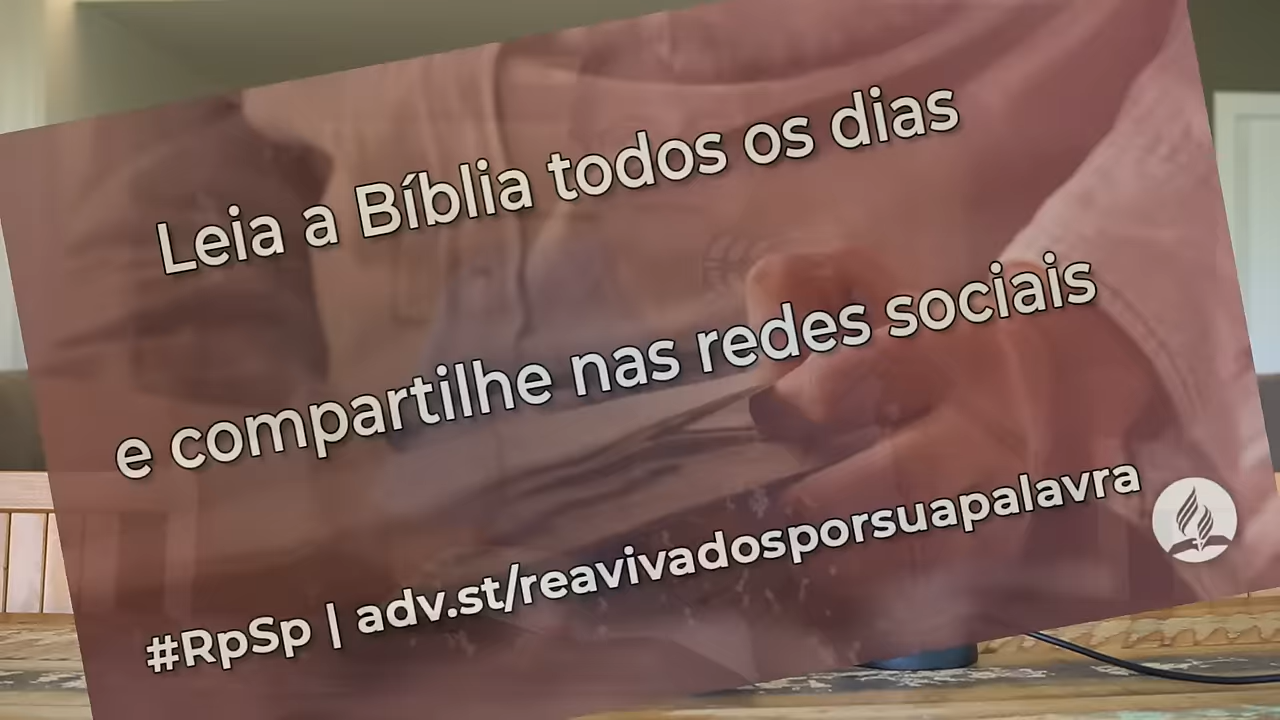 Leia a Bíblia todos os dias
e compartilhe nas redes sociais
#RpSp | adv.st/reavivadosporsuapalavra